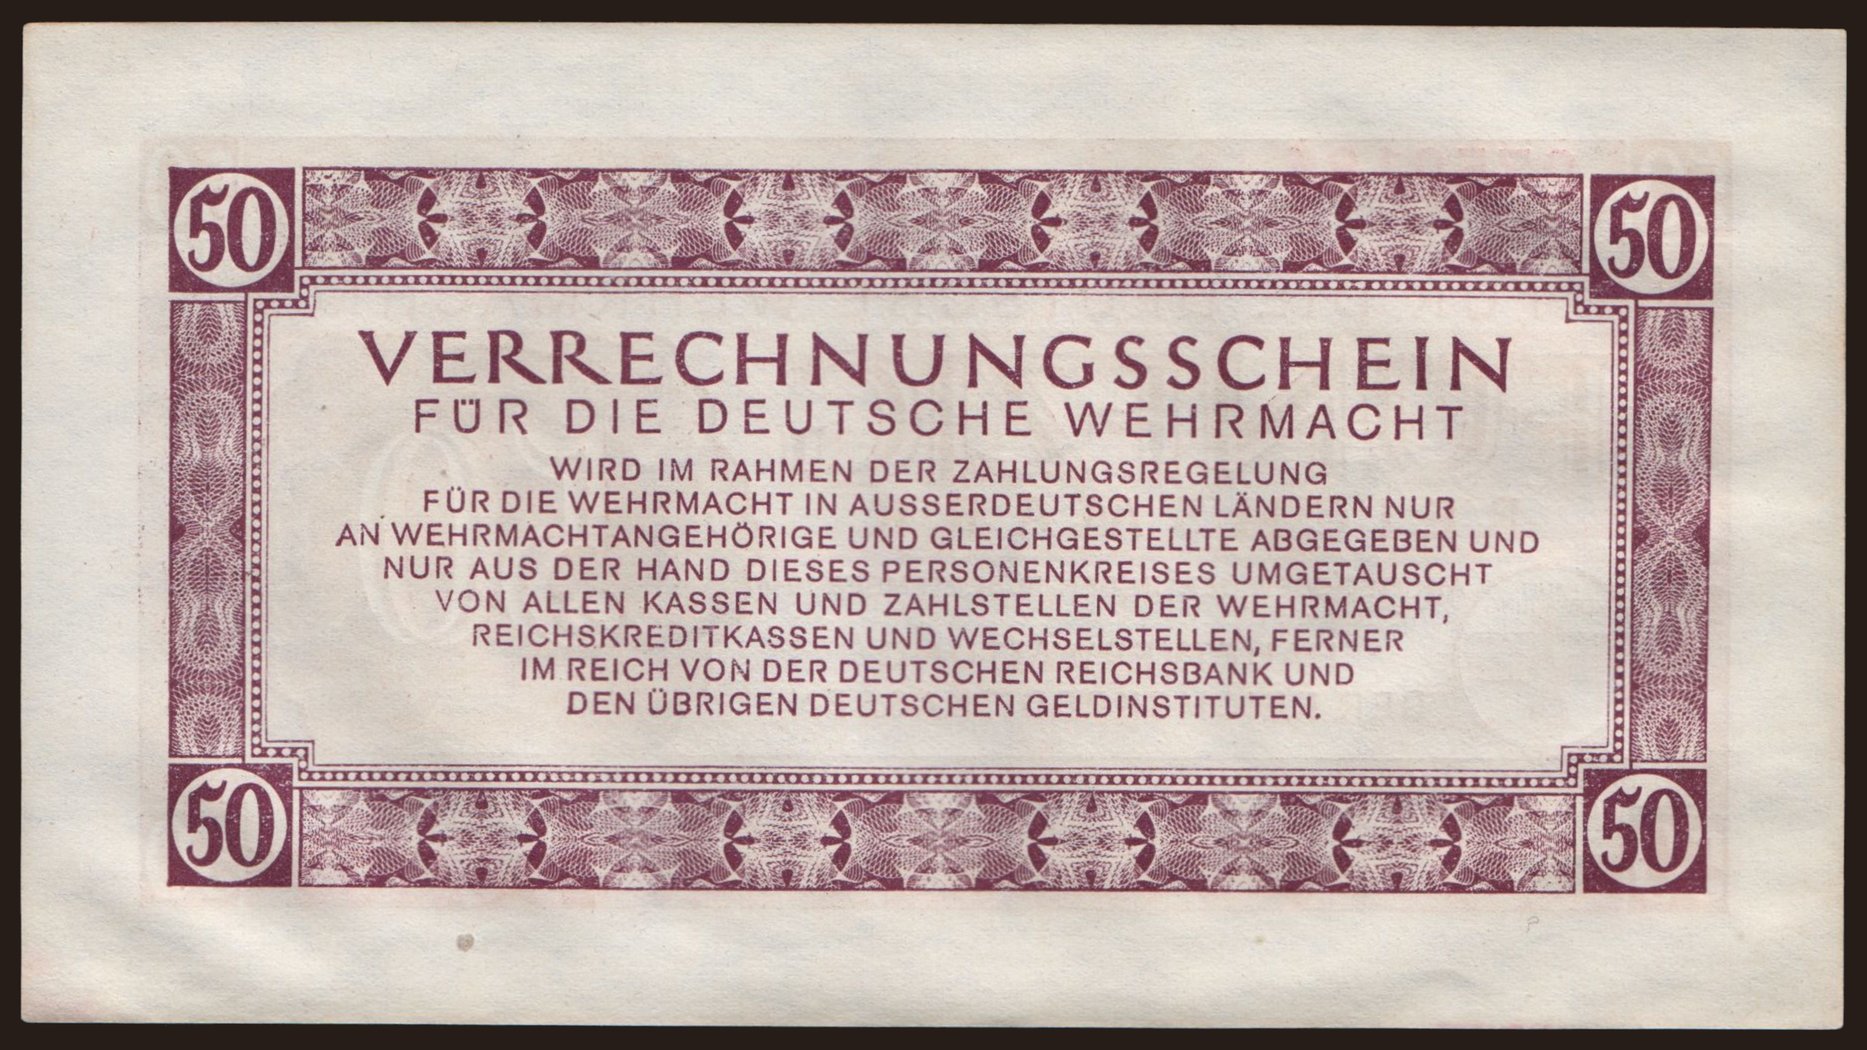 50 50
VERRECHNUNGSSCHEIN
FÜR DIE DEUTSCHE WEHRMACHT
WIRD IM RAHMEN DER ZAHLUNGSREGELUNG
FÜR DIE WEHRMACHT IN AUSSERDEUTSCHEN LÄNDERN NUR
AN WEHRMACHTANGEHÖRIGE UND GLEICHGESTELLTE ABGEGEBEN UND
NUR AUS DER HAND DIESES PERSONENKREISES UMGETAUSCHT
VON ALLEN KASSEN UND ZAHLSTELLEN DER WEHRMACHT,
REICHSKREDITKASSEN UND WECHSELSTELLEN, FERNER
IM REICH VON DER DEUTSCHEN REICHSBANK UND
DEN ÜBRIGEN DEUTSCHEN GELDINSTITUTEN.
50 50